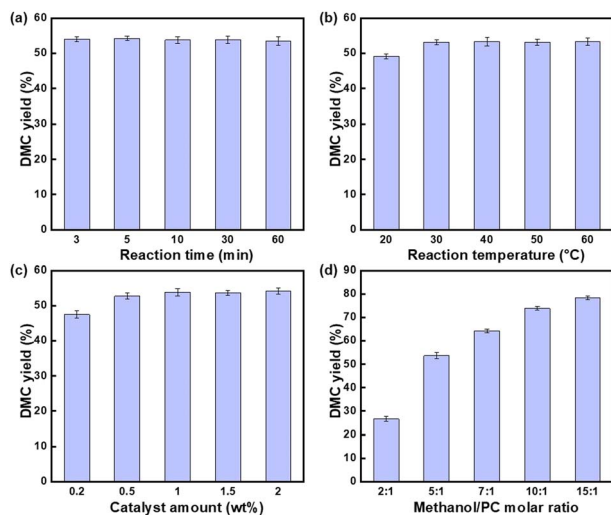 (a)
DMC yield (%)
60
50
40
30
20
10
0
3 5 10 30 60
Reaction time (min)
(b)
DMC yield (%)
60
50
40
30
20
10
0
20 30 40 50 60
Reaction temperature (°C)
(c)
DMC yield (%)
60
50
40
30
20
10
0
0.2 0.5 1 1.5 2
Catalyst amount (wt%)
(d)
DMC yield (%)
90
80
70
60
50
40
30
20
10
0
2:1 5:1 7:1 10:1 15:1
Methanol/PC molar ratio